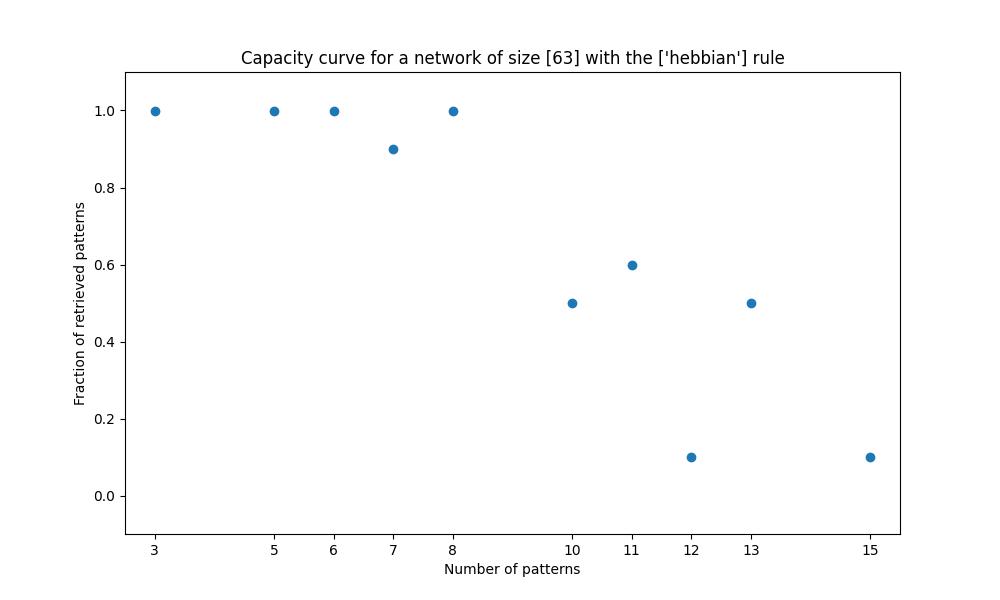 Capacity curve for a network of size [63] with the ['hebbian'] rule
Fraction of retrieved patterns
1.0
0.8
0.6
0.4
0.2
0.0
3 5 6 7 8 10 11 12 13 15
Number of patterns